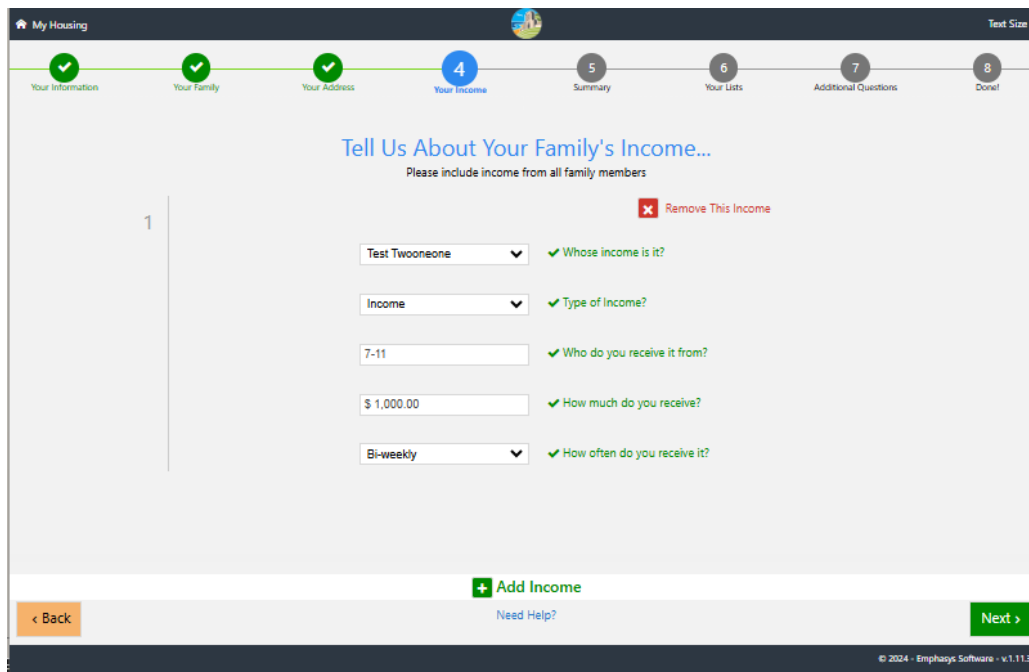 My Housing
Text Size
4
5
6
7
8
Your Information
Your Family
Your Address
Your Income
Summary
Your Lists
Additional Questions
Done!
Tell Us About Your Family's Income...
Please include income from all family members
Remove This Income
1
Test Twooneone
Whose income is it?
Income
Type of Income?
7-11
Who do you receive it from?
$ 1,000.00
How much do you receive?
Bi-weekly
How often do you receive it?
Add Income
‹ Back
Need Help?
Next ›
© 2024 - Emphasys Software - v.1.11.